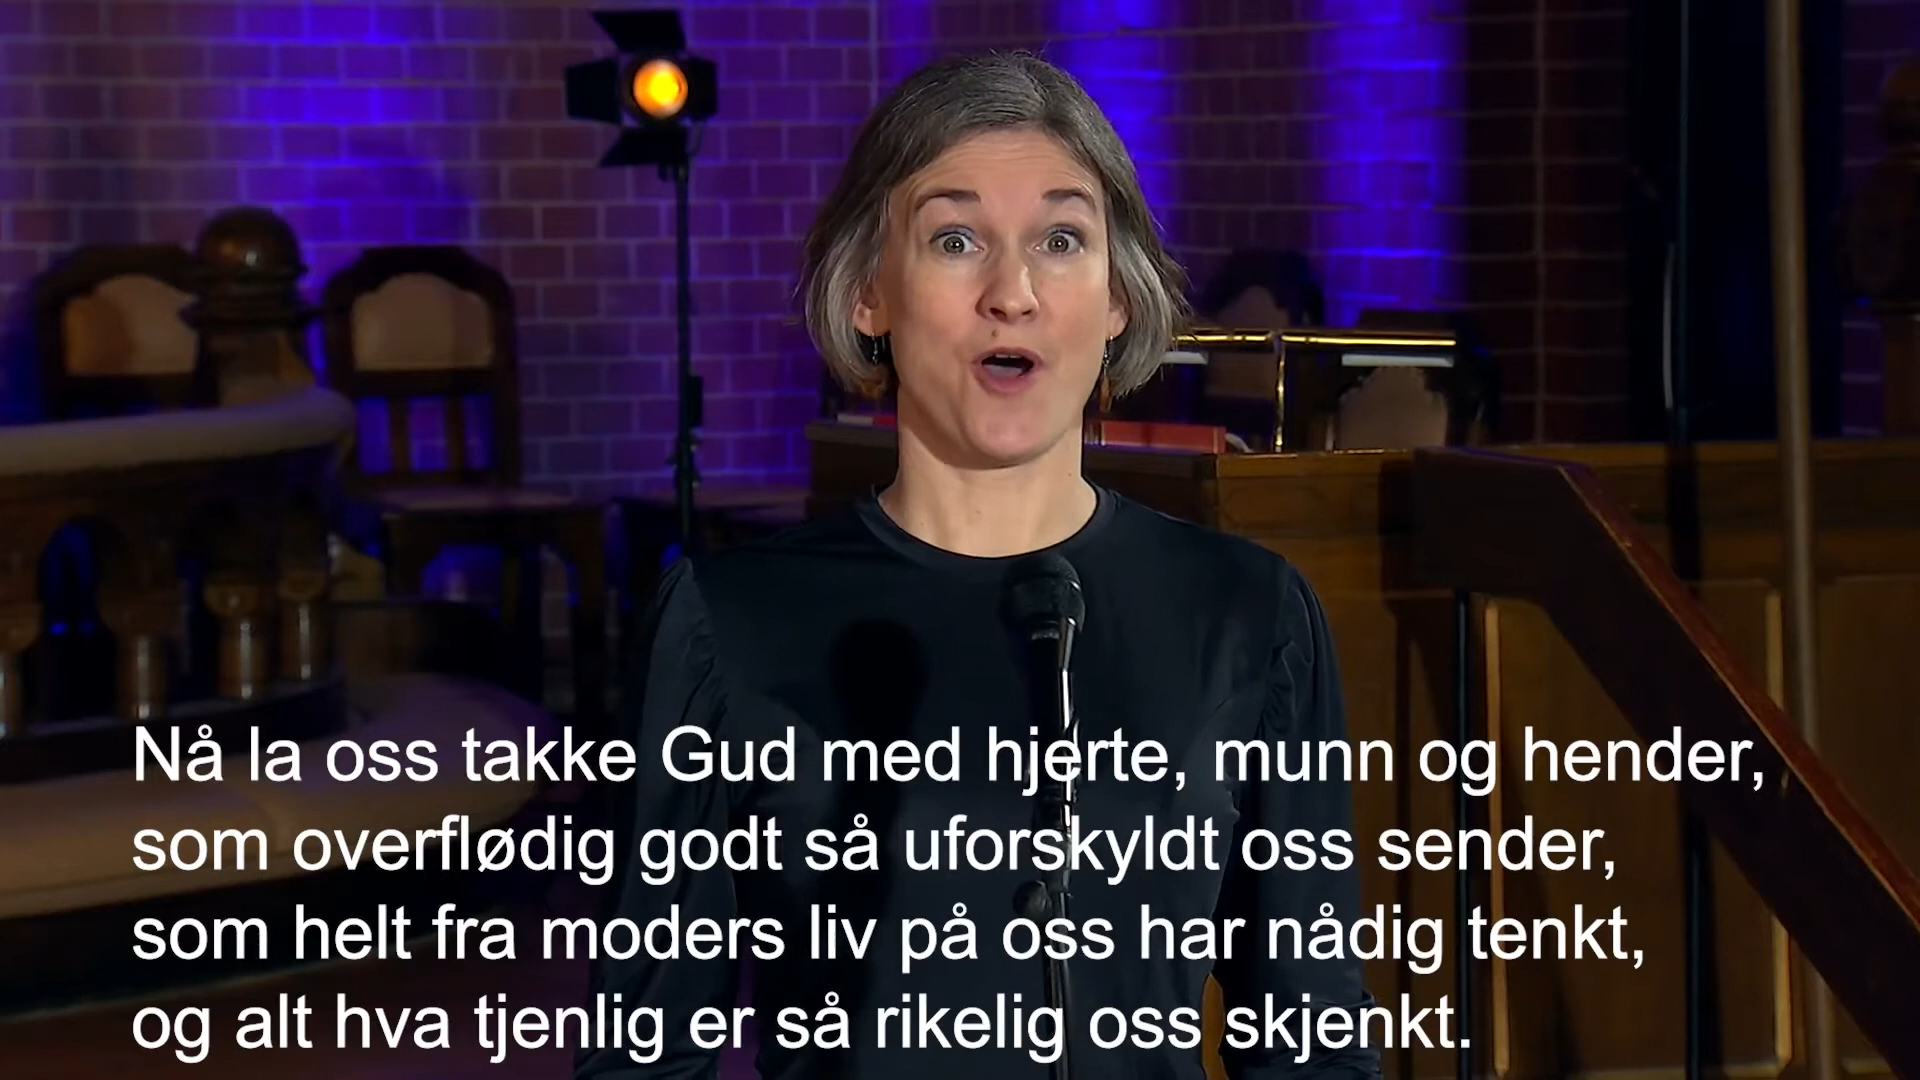 Nå la oss takke Gud med hjerte, munn og hender,
som overflødig godt så uforskyldt oss sender,
som helt fra moders liv på oss har nådig tenkt,
og alt hva tjenlig er så rikelig oss skjenkt.